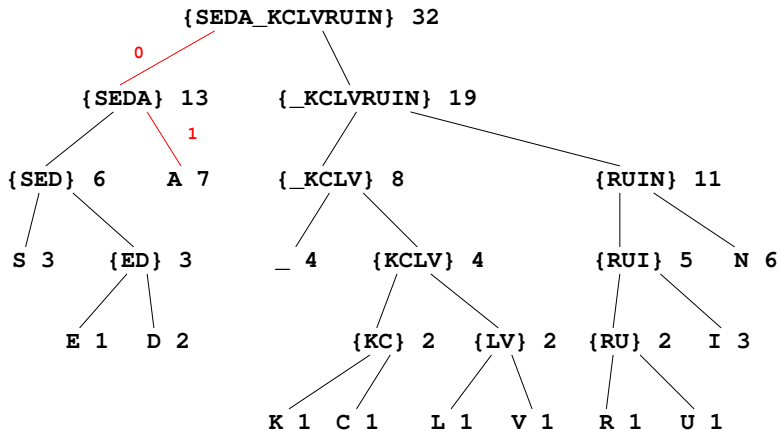 {SEDA_KCLVRUIN} 32
0
{SEDA} 13 {_KCLVRUIN} 19
1
{SED} 6 A 7 {_KCLV} 8 {RUIN} 11
S 3 {ED} 3 _ 4 {KCLV} 4 {RUI} 5 N 6
E 1 D 2 {KC} 2 {LV} 2 {RU} 2 I 3
K 1 C 1 L 1 V 1 R 1 U 1